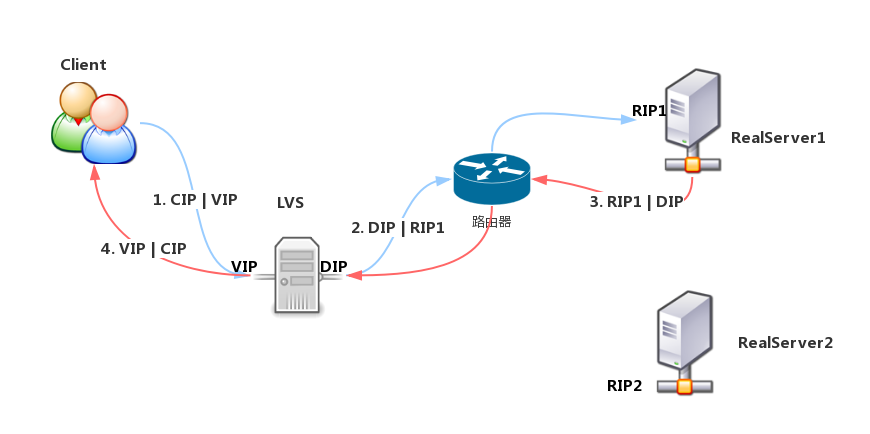 Client
RIP1
RealServer1
1. CIP | VIP
LVS
3. RIP1 | DIP
2. DIP | RIP1
路由器
4. VIP | CIP
VIP
DIP
RealServer2
RIP2